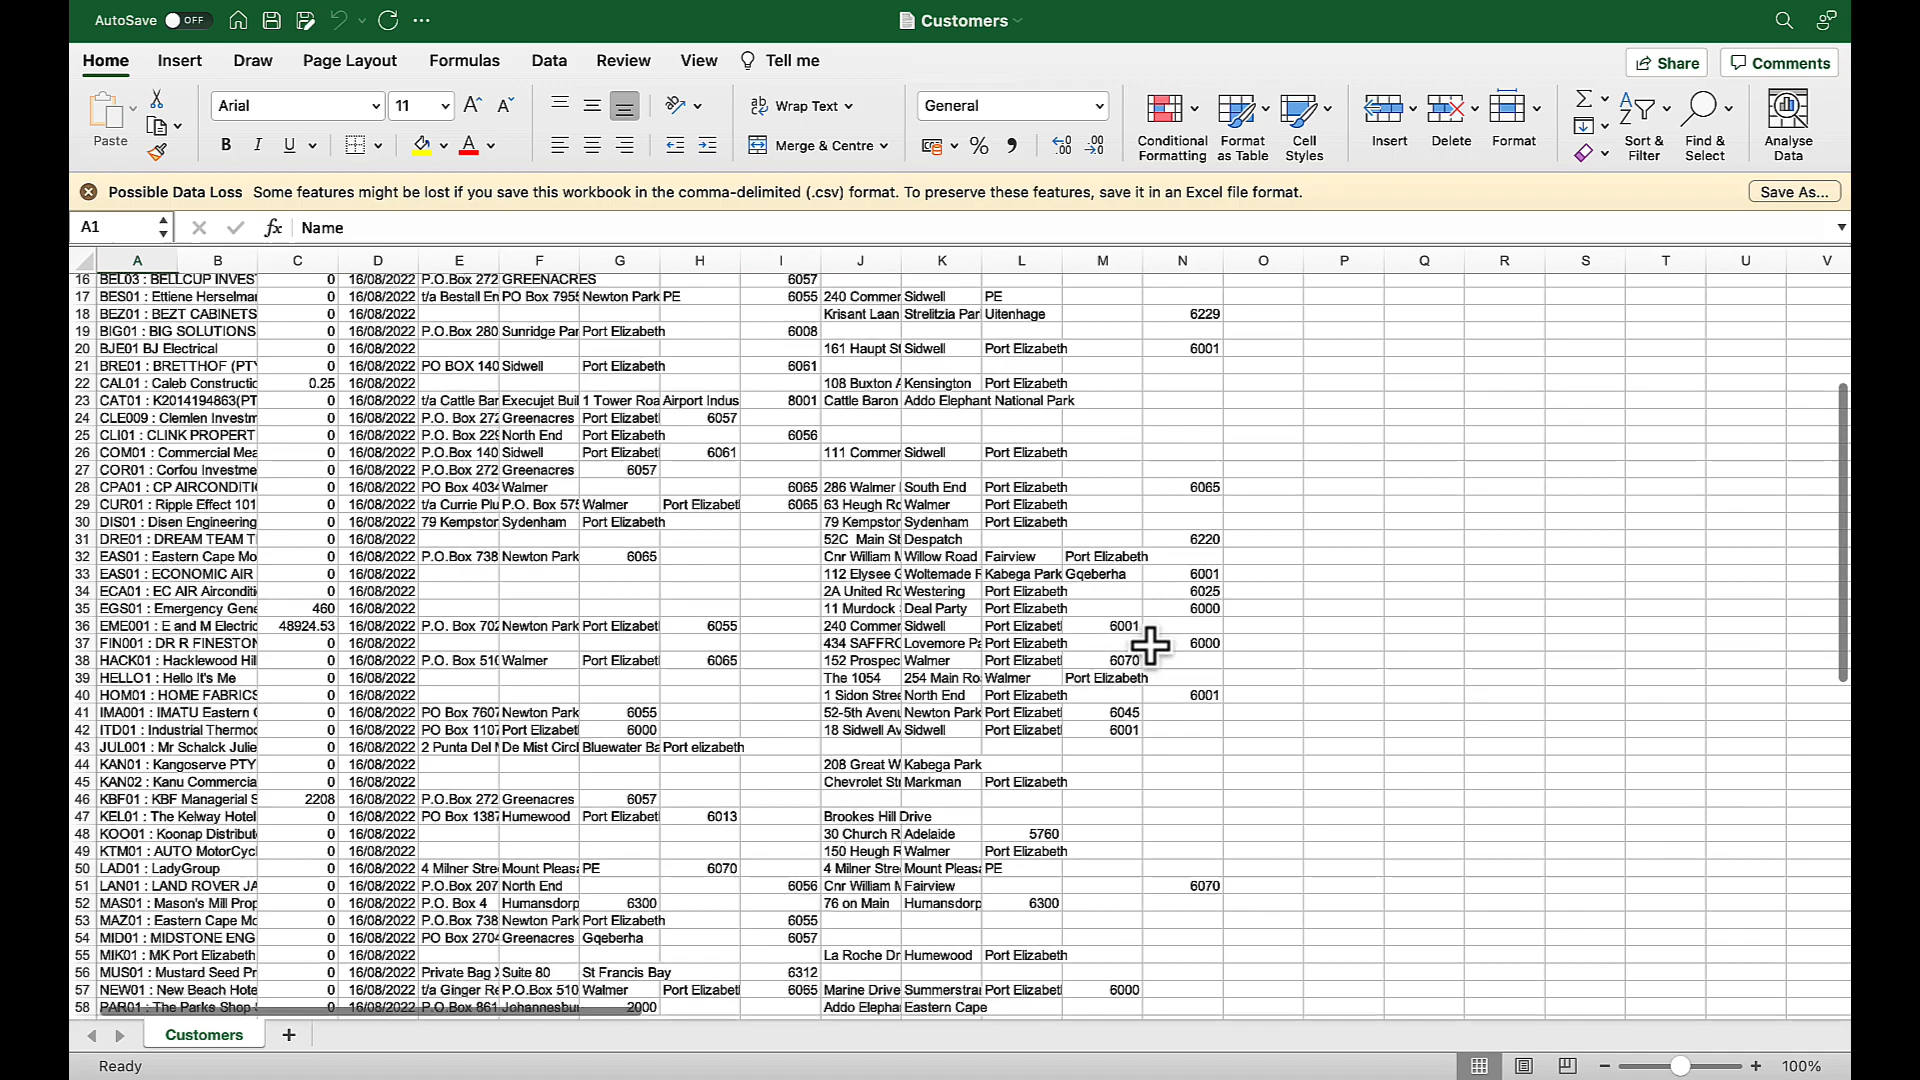 AutoSave OFF Customers
Home Insert Draw Page Layout Formulas Data Review View Tell me Share Comments
Paste Arial 11 Wrap Text General Conditional Formatting Format as Table Cell Styles Insert Delete Format Sort & Filter Find & Select Analyse Data
B I U Merge & Centre
Possible Data Loss Some features might be lost if you save this workbook in the comma-delimited (.csv) format. To preserve these features, save it in an Excel file format. Save As...
A1 fx Name
A B C D E F G H I J K L M N O P Q R S T U V
16 BEL03 : BELLCUP INVEST 0 16/08/2022 P.O.Box 272 GREENACRES 6057
17 BES01 : Ettiene Herselmar 0 16/08/2022 t/a Bestall En PO Box 7955 Newton Park PE 6055 240 Commer Sidwell PE
18 BEZ01 : BEZT CABINETS 0 16/08/2022 Krisant Laan Strelitzia Par Uitenhage 6229
19 BIG01 : BIG SOLUTIONS 0 16/08/2022 P.O.Box 280 Sunridge Par Port Elizabeth 6008
20 BJE01 BJ Electrical 0 16/08/2022 161 Haupt St Sidwell Port Elizabeth 6001
21 BRE01 : BRETTHOF (PTY 0 16/08/2022 PO BOX 140 Sidwell Port Elizabeth 6061
22 CAL01 : Caleb Constructic 0.25 16/08/2022 108 Buxton A Kensington Port Elizabeth
23 CAT01 : K2014194863(PT 0 16/08/2022 t/a Cattle Bar Execujet Buil 1 Tower Roa Airport Indus 8001 Cattle Baron Addo Elephant National Park
24 CLE009 : Clemlen Investm 0 16/08/2022 P.O. Box 272 Greenacres Port Elizabetl 6057
25 CLI01 : CLINK PROPERT 0 16/08/2022 P.O. Box 229 North End Port Elizabeth 6056
26 COM01 : Commercial Mea 0 16/08/2022 P.O. Box 140 Sidwell Port Elizabetl 6061 111 Commer Sidwell Port Elizabeth
27 COR01 : Corfou Investme 0 16/08/2022 P.O.Box 272 Greenacres 6057
28 CPA01 : CP AIRCONDITI 0 16/08/2022 PO Box 4034 Walmer 6065 286 Walmer South End Port Elizabeth 6065
29 CUR01 : Ripple Effect 101 0 16/08/2022 t/a Currie Plu P.O. Box 575 Walmer Port Elizabetl 6065 63 Heugh Ro Walmer Port Elizabeth
30 DIS01 : Disen Engineering 0 16/08/2022 79 Kempstor Sydenham Port Elizabeth 79 Kempstor Sydenham Port Elizabeth
31 DRE01 : DREAM TEAM T 0 16/08/2022 52C Main St Despatch 6220
32 EAS01 : Eastern Cape Mo 0 16/08/2022 P.O.Box 738 Newton Park 6065 Cnr William M Willow Road Fairview Port Elizabeth
33 EAS01 : ECONOMIC AIR 0 16/08/2022 112 Elysee G Woltemade R Kabega Park Gqeberha 6001
34 ECA01 : EC AIR Airconditi 0 16/08/2022 2A United Ro Westering Port Elizabeth 6025
35 EGS01 : Emergency Gene 460 16/08/2022 11 Murdock Deal Party Port Elizabeth 6000
36 EME001 : E and M Electric 48924.53 16/08/2022 P.O. Box 702 Newton Park Port Elizabetl 6055 240 Commer Sidwell Port Elizabetl 6001
37 FIN001 : DR R FINESTON 0 16/08/2022 434 SAFFRO Lovemore Pa Port Elizabeth 6000
38 HACK01 : Hacklewood Hil 0 16/08/2022 P.O. Box 510 Walmer Port Elizabetl 6065 152 Prospec Walmer Port Elizabetl 6070
39 HELLO1 : Hello It's Me 0 16/08/2022 The 1054 254 Main Ro Walmer Port Elizabeth
40 HOM01 : HOME FABRICS 0 16/08/2022 1 Sidon Stree North End Port Elizabeth 6001
41 IMA001 : IMATU Eastern C 0 16/08/2022 PO Box 7607 Newton Park 6055 52-5th Avenu Newton Park Port Elizabetl 6045
42 ITD01 : Industrial Thermoc 0 16/08/2022 PO Box 1107 Port Elizabetl 6000 18 Sidwell Av Sidwell Port Elizabetl 6001
43 JUL001 : Mr Schalck Julie 0 16/08/2022 2 Punta Del M De Mist Circl Bluewater Ba Port elizabeth
44 KAN01 : Kangoserve PTY 0 16/08/2022 208 Great W Kabega Park
45 KAN02 : Kanu Commercia 0 16/08/2022 Chevrolet Str Markman Port Elizabeth
46 KBF01 : KBF Managerial S 2208 16/08/2022 P.O.Box 272 Greenacres 6057
47 KEL01 : The Kelway Hotel 0 16/08/2022 PO Box 1387 Humewood Port Elizabetl 6013 Brookes Hill Drive
48 KOO01 : Koonap Distribut 0 16/08/2022 30 Church R Adelaide 5760
49 KTM01 : AUTO MotorCyc 0 16/08/2022 150 Heugh R Walmer Port Elizabeth
50 LAD01 : LadyGroup 0 16/08/2022 4 Milner Stre Mount Pleasa PE 6070 4 Milner Stre Mount Pleasa PE
51 LAN01 : LAND ROVER JA 0 16/08/2022 P.O.Box 207 North End 6056 Cnr William M Fairview 6070
52 MAS01 : Mason's Mill Prop 0 16/08/2022 P.O. Box 4 Humansdorp 6300 76 on Main Humansdorp 6300
53 MAZ01 : Eastern Cape Mo 0 16/08/2022 P.O.Box 738 Newton Park Port Elizabeth 6055
54 MID01 : MIDSTONE ENG 0 16/08/2022 PO Box 2704 Greenacres Gqeberha 6057
55 MIK01 : MK Port Elizabeth 0 16/08/2022 La Roche Dr Humewood Port Elizabeth
56 MUS01 : Mustard Seed Pr 0 16/08/2022 Private Bag X Suite 80 St Francis Bay 6312
57 NEW01 : New Beach Hote 0 16/08/2022 t/a Ginger Re P.O.Box 510 Walmer Port Elizabetl 6065 Marine Drive Summerstra Port Elizabetl 6000
58 PAR01 : The Parks Shop 0 16/08/2022 P.O.Box 861 Johannesbu 2000 Addo Elepha Eastern Cape
Customers +
Ready 100%